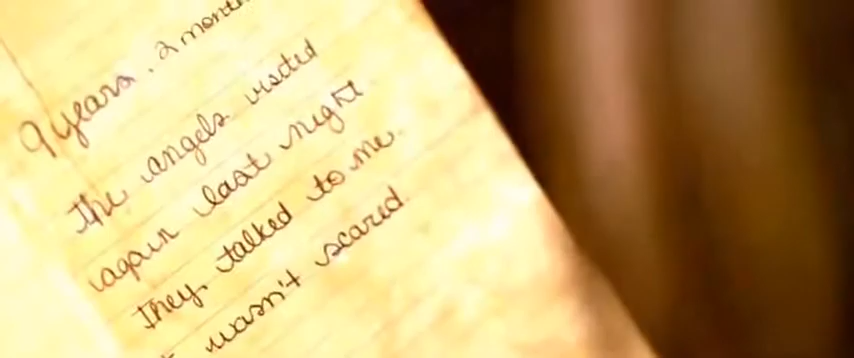 9 years, 2 month
The angels visited
again last night
They talked to me.
wasn't scared.